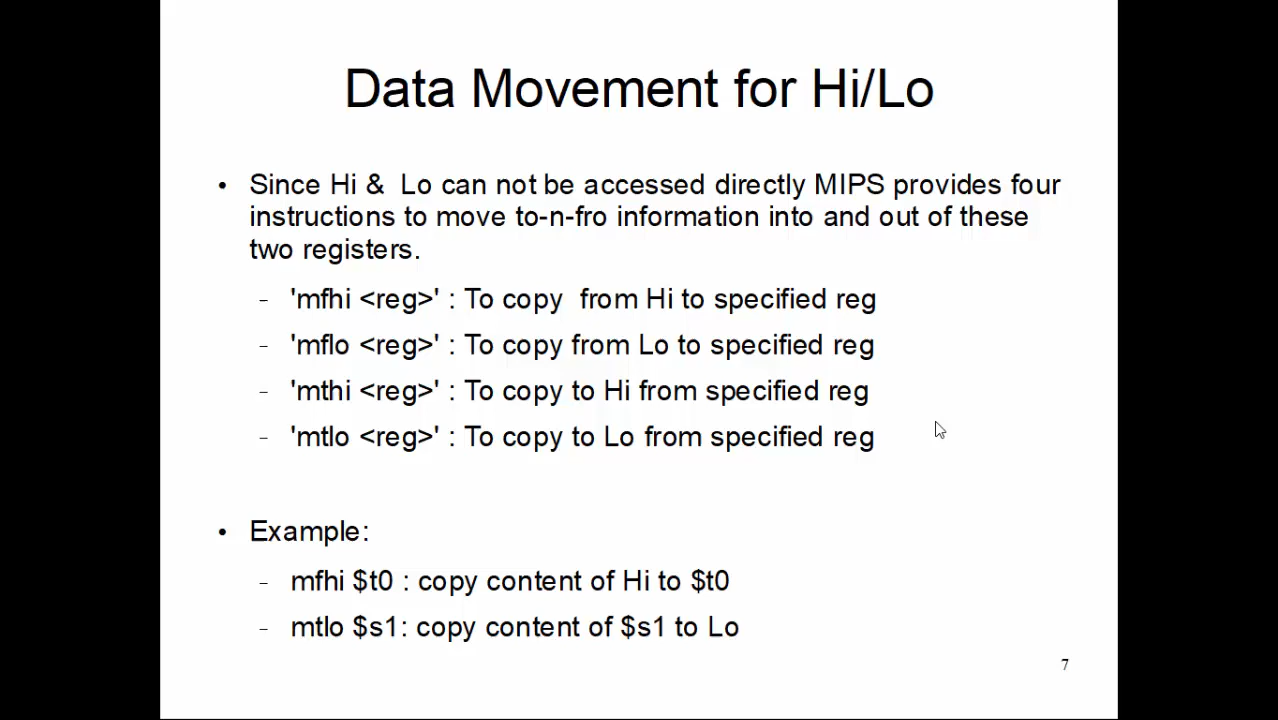 Data Movement for Hi/Lo
• Since Hi & Lo can not be accessed directly MIPS provides four
instructions to move to-n-fro information into and out of these
two registers.
– 'mfhi <reg>' : To copy from Hi to specified reg
– 'mflo <reg>' : To copy from Lo to specified reg
– 'mthi <reg>' : To copy to Hi from specified reg
– 'mtlo <reg>' : To copy to Lo from specified reg
• Example:
– mfhi $t0 : copy content of Hi to $t0
– mtlo $s1: copy content of $s1 to Lo
7